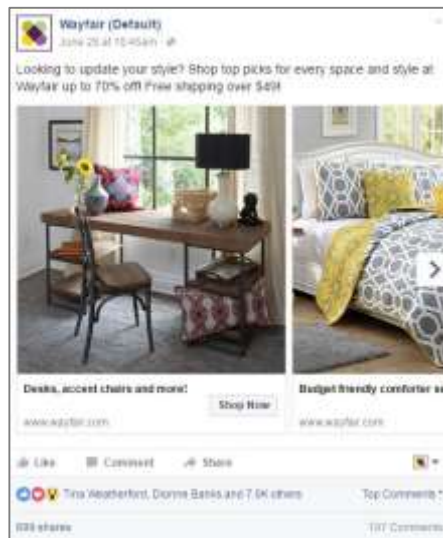 Wayfair (Default)
June 28 at 10:45am
Looking to update your style? Shop top picks for every space and style at
Wayfair up to 70% off! Free shipping over $49!
Desks, accent chairs and more!
Shop Now
www.wayfair.com
Budget friendly comforter se
www.wayfair.com
Like Comment Share
Tina Weatherford, Dionne Banks and 7.9K others Top Comments
shares Comments